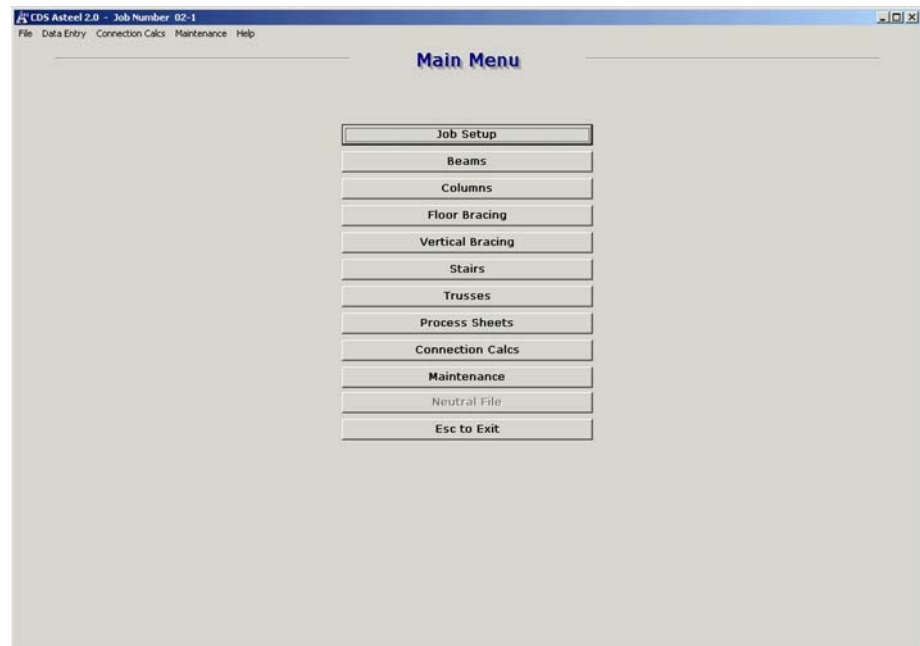 CDS Asteel 2.0 - Job Number 02-1
File Data Entry Connection Calcs Maintenance Help
Main Menu
Job Setup
Beams
Columns
Floor Bracing
Vertical Bracing
Stairs
Trusses
Process Sheets
Connection Calcs
Maintenance
Neutral File
Esc to Exit